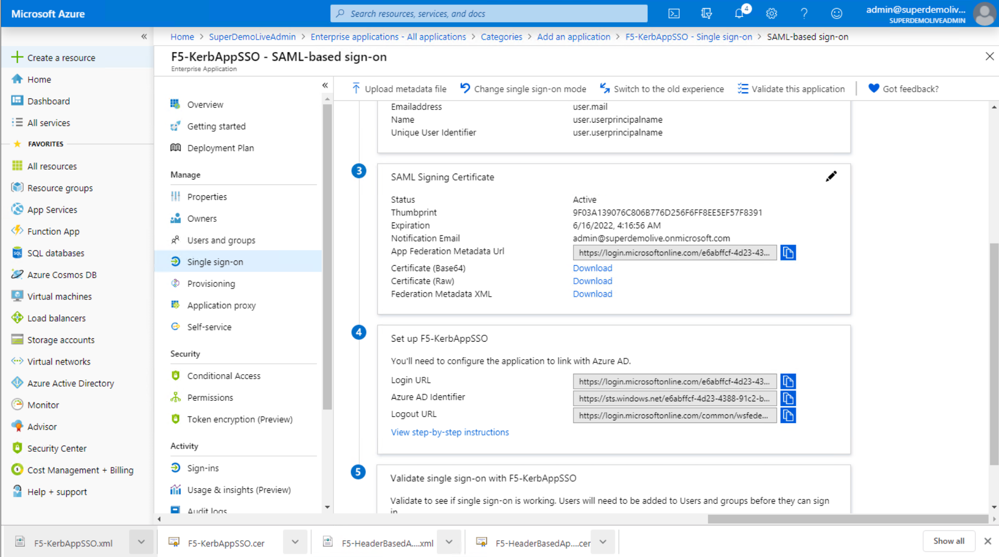 Microsoft Azure
Search resources, services, and docs
4
admin@superdemoliv...
SUPERDEMOLIVEADMIN
«
Home > SuperDemoLiveAdmin > Enterprise applications - All applications > Categories > Add an application > F5-KerbAppSSO - Single sign-on > SAML-based sign-on
Create a resource
Home
Dashboard
All services
FAVORITES
All resources
Resource groups
App Services
Function App
SQL databases
Azure Cosmos DB
Virtual machines
Load balancers
Storage accounts
Virtual networks
Azure Active Directory
Monitor
Advisor
Security Center
Cost Management + Billing
Help + support
F5-KerbAppSSO - SAML-based sign-on
Enterprise Application
«
Overview
Getting started
Deployment Plan
Manage
Properties
Owners
Users and groups
Single sign-on
Provisioning
Application proxy
Self-service
Security
Conditional Access
Permissions
Token encryption (Preview)
Activity
Sign-ins
Usage & insights (Preview)
Audit logs
Upload metadata file
Change single sign-on mode
Switch to the old experience
Validate this application
Got feedback?
Emailaddress user.mail
Name user.userprincipalname
Unique User Identifier user.userprincipalname
3
SAML Signing Certificate
Status Active
Thumbprint 9F03A139076C806B776D256F6FF8EE5EF57F8391
Expiration 6/16/2022, 4:16:56 AM
Notification Email admin@superdemolive.onmicrosoft.com
App Federation Metadata Url https://login.microsoftonline.com/e6abffcf-4d23-43...
Certificate (Base64) Download
Certificate (Raw) Download
Federation Metadata XML Download
4
Set up F5-KerbAppSSO
You'll need to configure the application to link with Azure AD.
Login URL https://login.microsoftonline.com/e6abffcf-4d23-43...
Azure AD Identifier https://sts.windows.net/e6abffcf-4d23-4388-91c2-b...
Logout URL https://login.microsoftonline.com/common/wsfede...
View step-by-step instructions
5
Validate single sign-on with F5-KerbAppSSO
Validate to see if single sign-on is working. Users will need to be added to Users and groups before they can sign
in
F5-KerbAppSSO.xml
F5-KerbAppSSO.cer
F5-HeaderBasedA....xml
F5-HeaderBasedAp....cer
Show all